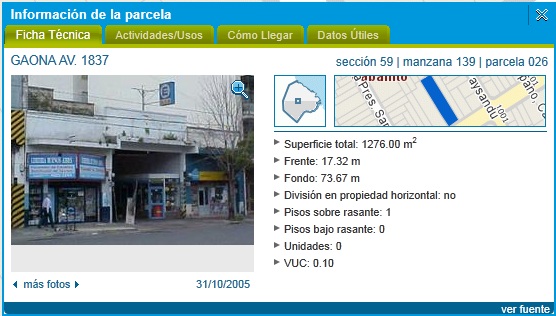 Información de la parcela
Ficha Técnica
Actividades/Usos
Cómo Llegar
Datos Útiles
GAONA AV. 1837
sección 59 | manzana 139 | parcela 026
Superficie total: 1276.00 m²
Frente: 17.32 m
Fondo: 73.67 m
División en propiedad horizontal: no
Pisos sobre rasante: 1
Pisos bajo rasante: 0
Unidades: 0
VUC: 0.10
más fotos
31/10/2005
ver fuente